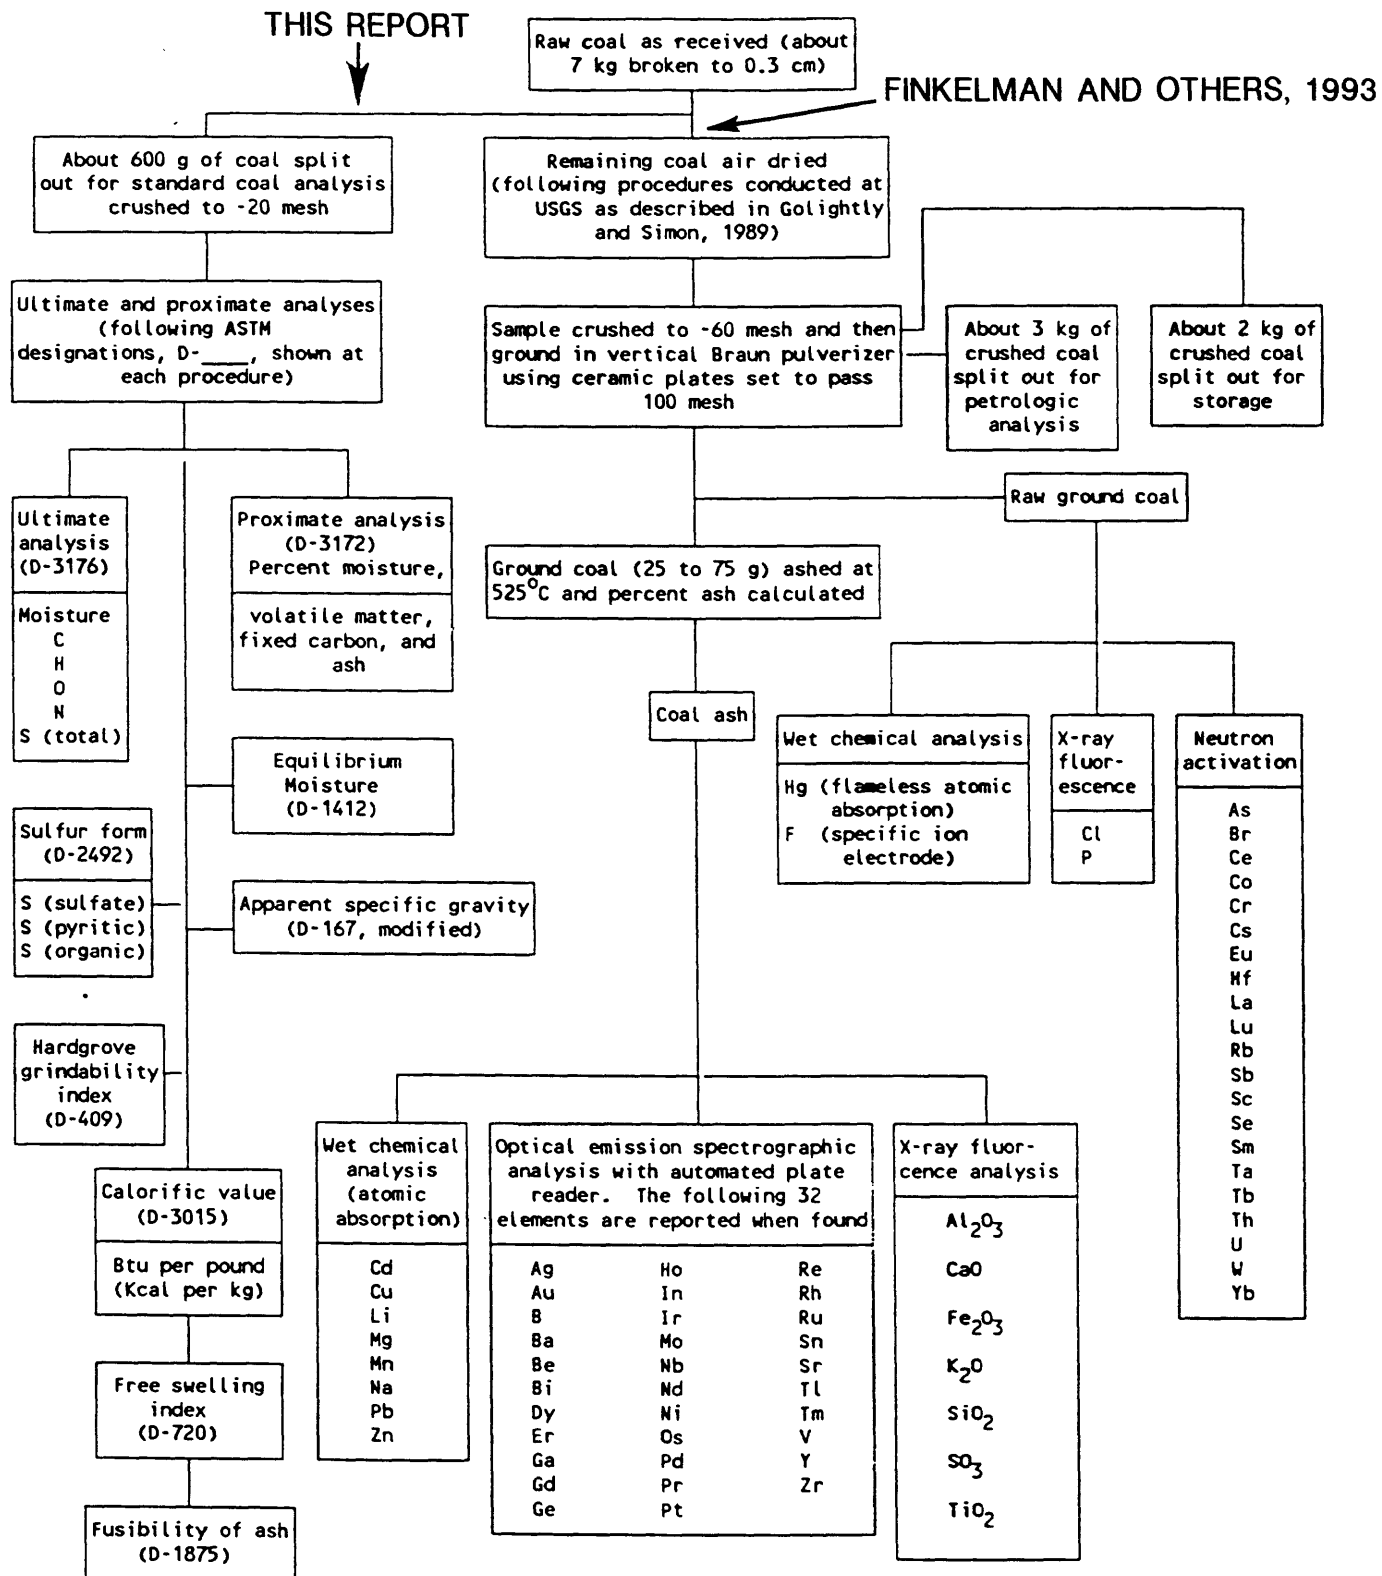 THIS REPORT
Raw coal as received (about
7 kg broken to 0.3 cm)
FINKELMAN AND OTHERS, 1993
About 600 g of coal split
out for standard coal analysis
crushed to -20 mesh
Remaining coal air dried
(following procedures conducted at
USGS as described in Golightly
and Simon, 1989)
Ultimate and proximate analyses
(following ASTM
designations, D-____, shown at
each procedure)
Sample crushed to -60 mesh and then
ground in vertical Braun pulverizer
using ceramic plates set to pass
100 mesh
About 3 kg of
crushed coal
split out for
petrologic
analysis
About 2 kg of
crushed coal
split out for
storage
Raw ground coal
Ultimate
analysis
(D-3176)
Moisture
C
H
O
N
S (total)
Proximate analysis
(D-3172)
Percent moisture,
volatile matter,
fixed carbon, and
ash
Ground coal (25 to 75 g) ashed at
525°C and percent ash calculated
Coal ash
Wet chemical analysis
Hg (flameless atomic
absorption)
F (specific ion
electrode)
X-ray
fluor-
escence
Cl
P
Neutron
activation
As
Br
Ce
Co
Cr
Cs
Eu
Hf
La
Lu
Rb
Sb
Sc
Se
Sm
Ta
Tb
Th
U
W
Yb
Equilibrium
Moisture
(D-1412)
Sulfur form
(D-2492)
S (sulfate)
S (pyritic)
S (organic)
Apparent specific gravity
(D-167, modified)
Hardgrove
grindability
index
(D-409)
Calorific value
(D-3015)
Btu per pound
(Kcal per kg)
Free swelling
index
(D-720)
Fusibility of ash
(D-1875)
Wet chemical
analysis
(atomic
absorption)
Cd
Cu
Li
Mg
Mn
Na
Pb
Zn
Optical emission spectrographic
analysis with automated plate
reader. The following 32
elements are reported when found
Ag Ho Re
Au In Rh
B Ir Ru
Ba Mo Sn
Be Nb Sr
Bi Nd Tl
Dy Ni Tm
Er Os V
Ga Pd Y
Gd Pr Zr
Ge Pt
X-ray fluor-
cence analysis
Al₂O₃
CaO
Fe₂O₃
K₂O
SiO₂
SO₃
TiO₂